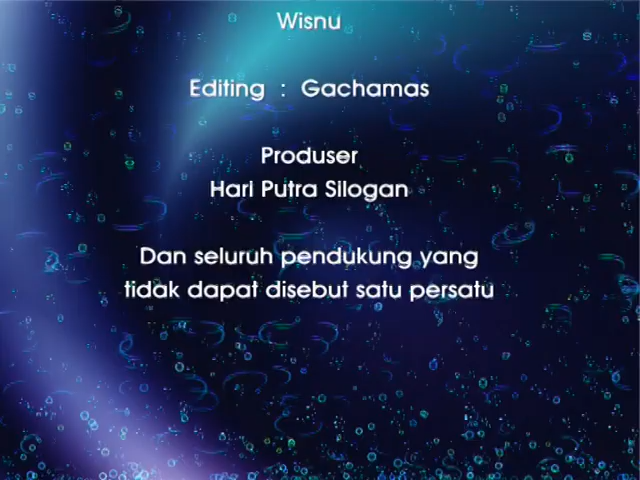 Wisnu
Editing : Gachamas
Produser
Hari Putra Silogan
Dan seluruh pendukung yang
tidak dapat disebut satu persatu